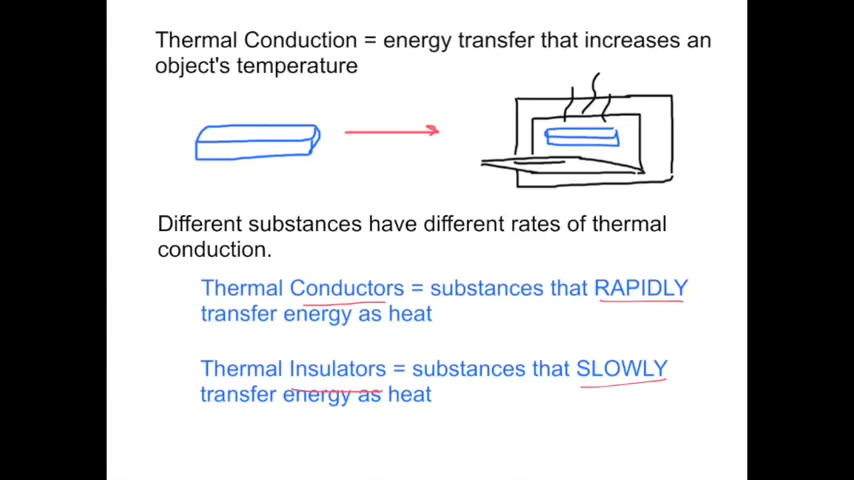 Thermal Conduction = energy transfer that increases an
object's temperature
Different substances have different rates of thermal
conduction.
Thermal Conductors = substances that RAPIDLY
transfer energy as heat
Thermal Insulators = substances that SLOWLY
transfer energy as heat